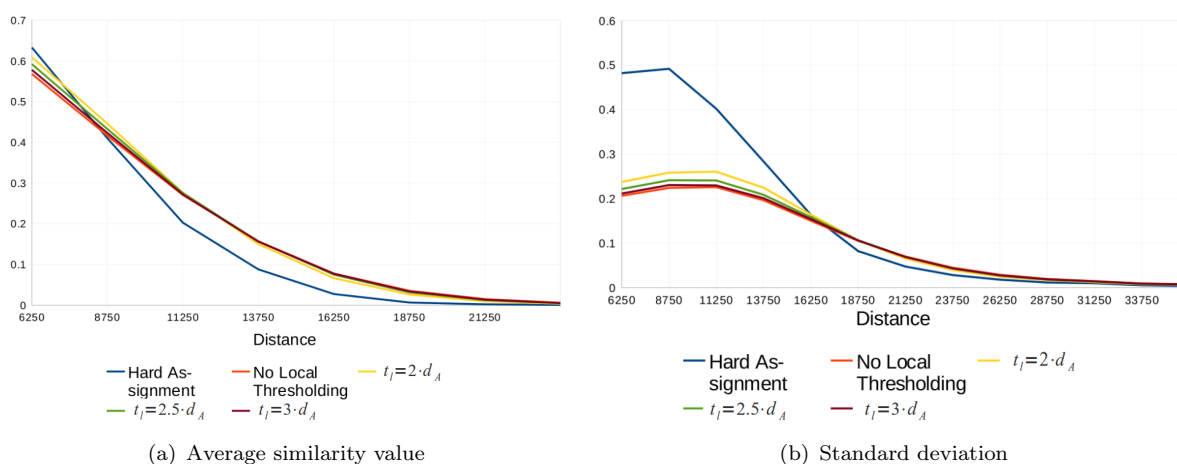 0.7
0.6
0.5
0.4
0.3
0.2
0.1
0
6250 8750 11250 13750 16250 18750 21250
Distance
Hard As-
signment
No Local
Thresholding
t_l=2·d_A
t_l=2.5·d_A
t_l=3·d_A
(a) Average similarity value
0.6
0.5
0.4
0.3
0.2
0.1
0
6250 8750 11250 13750 16250 18750 21250 23750 26250 28750 31250 33750
Distance
Hard As-
signment
No Local
Thresholding
t_l=2·d_A
t_l=2.5·d_A
t_l=3·d_A
(b) Standard deviation